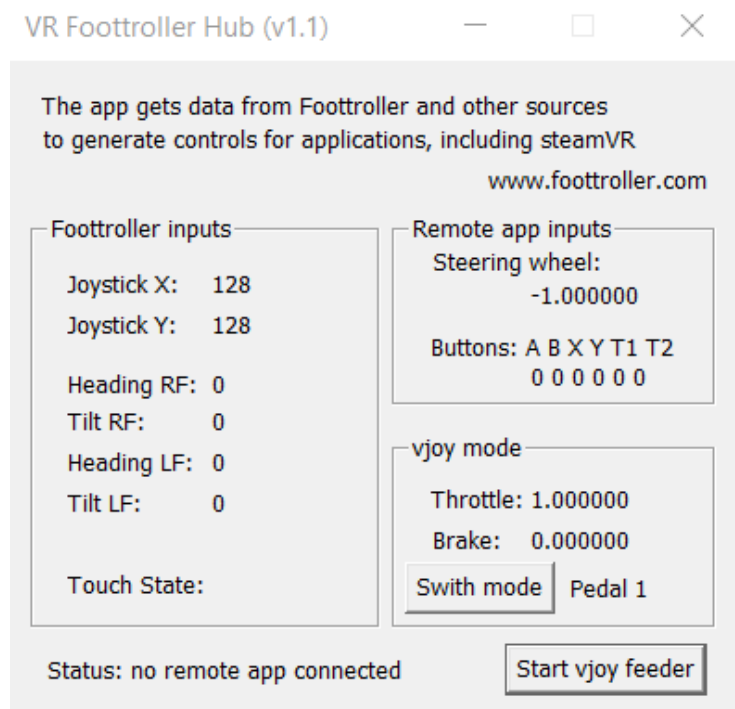 VR Foottroller Hub (v1.1)
The app gets data from Foottroller and other sources
to generate controls for applications, including steamVR
www.foottroller.com
Foottroller inputs
Joystick X: 128
Joystick Y: 128
Heading RF: 0
Tilt RF: 0
Heading LF: 0
Tilt LF: 0
Touch State:
Remote app inputs
Steering wheel:
-1.000000
Buttons: A B X Y T1 T2
0 0 0 0 0 0
vjoy mode
Throttle: 1.000000
Brake: 0.000000
Swith mode Pedal 1
Status: no remote app connected
Start vjoy feeder